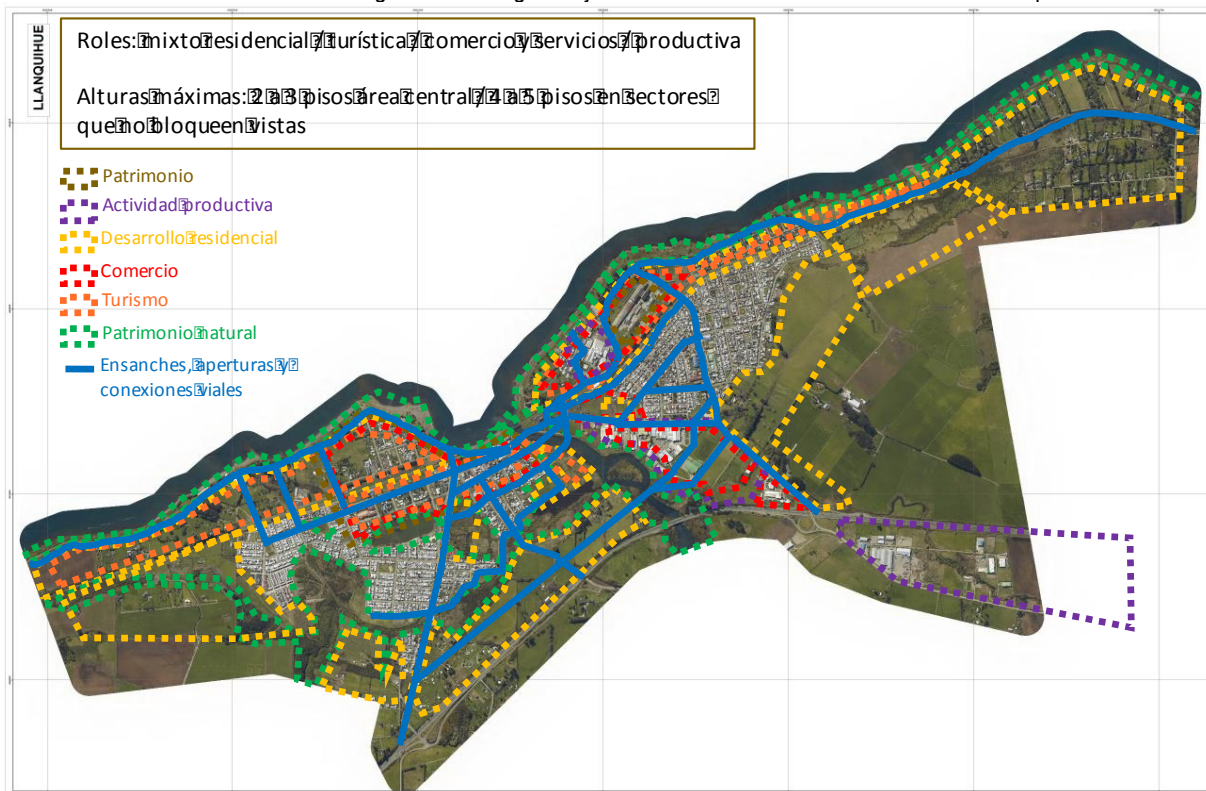 LLANQUIHUE
Roles: mixto residencial / turística / comercio y servicios / productiva
Alturas máximas: 2 a 3 pisos área central / 4 a 5 pisos en sectores
que no bloqueen vistas
Patrimonio
Actividad productiva
Desarrollo residencial
Comercio
Turismo
Patrimonio natural
Ensanches, aperturas y
conexiones viales